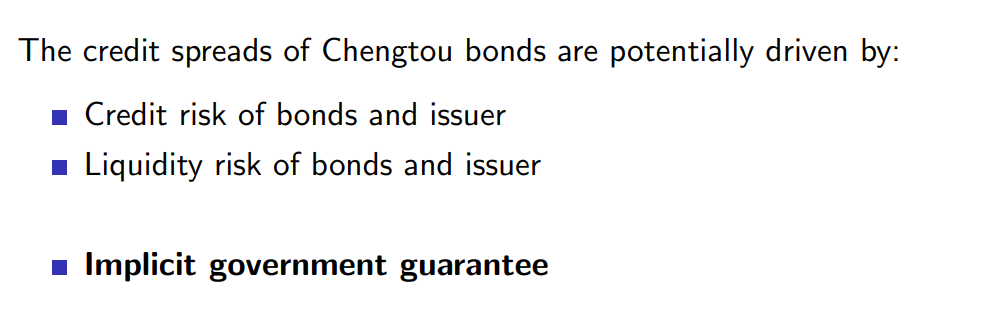 The credit spreads of Chengtou bonds are potentially driven by:
Credit risk of bonds and issuer
Liquidity risk of bonds and issuer
Implicit government guarantee